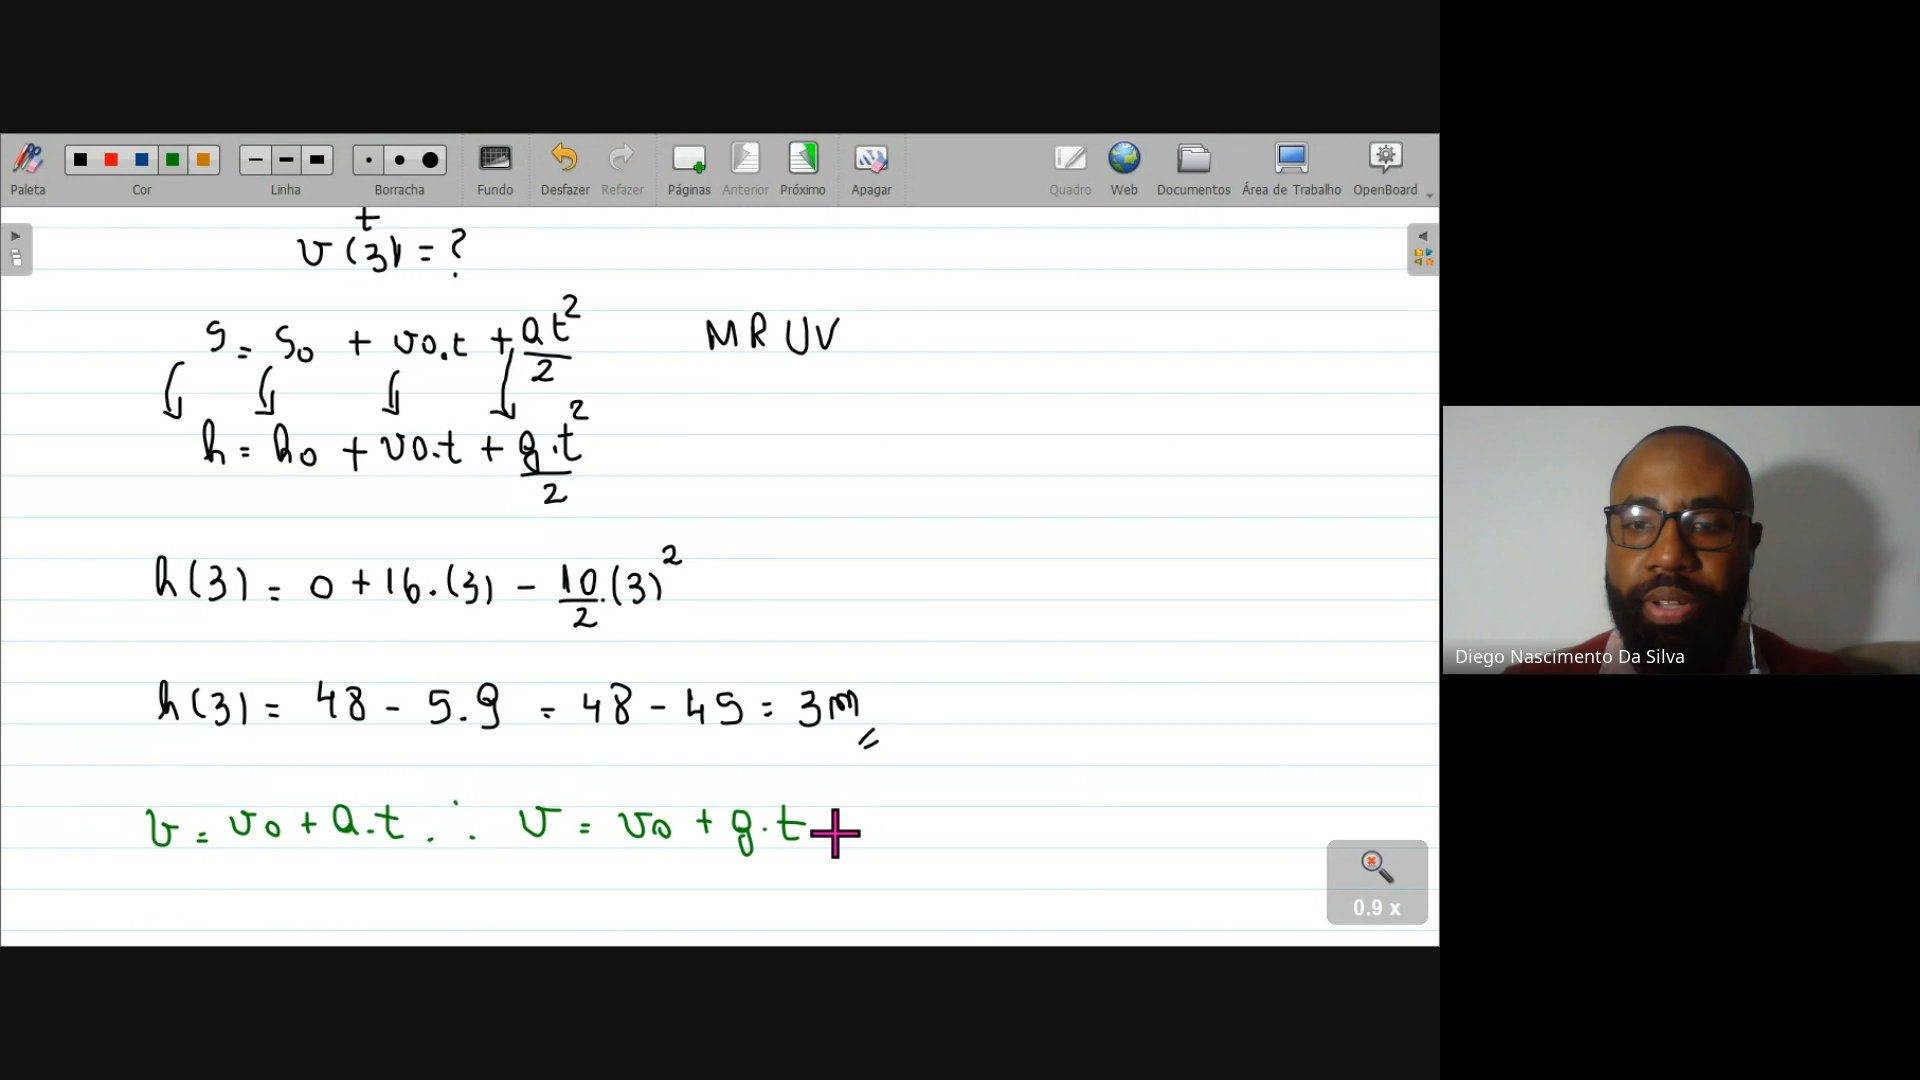 Paleta Cor Linha Borracha Fundo Desfazer Refazer Páginas Anterior Próximo Apagar Quadro Web Documentos Área de Trabalho OpenBoard
t
v(3) = ?
S = S₀ + v₀.t + at²/2 MRUV
h = h₀ + v₀.t + g.t²/2
h(3) = 0 + 16.(3) - 10/2.(3)²
h(3) = 48 - 5.9 = 48 - 45 = 3m
v = v₀ + a.t ∴ v = v₀ + g.t
0.9 x
Diego Nascimento Da Silva